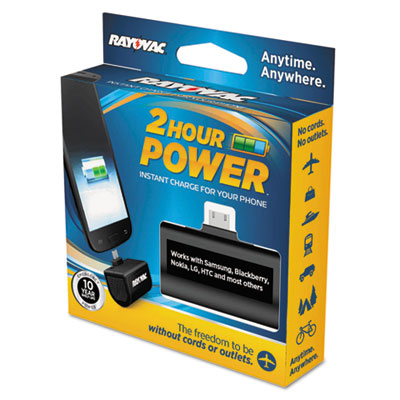 RAYOVAC
Anytime.
Anywhere.
2 HOUR
POWER™
INSTANT CHARGE FOR YOUR PHONE
No cords.
No outlets.
Works with Samsung, Blackberry,
Nokia, LG, HTC and most others
RAYOVAC
10
YEAR
The freedom to be
without cords or outlets.
Anytime.
Anywhere.